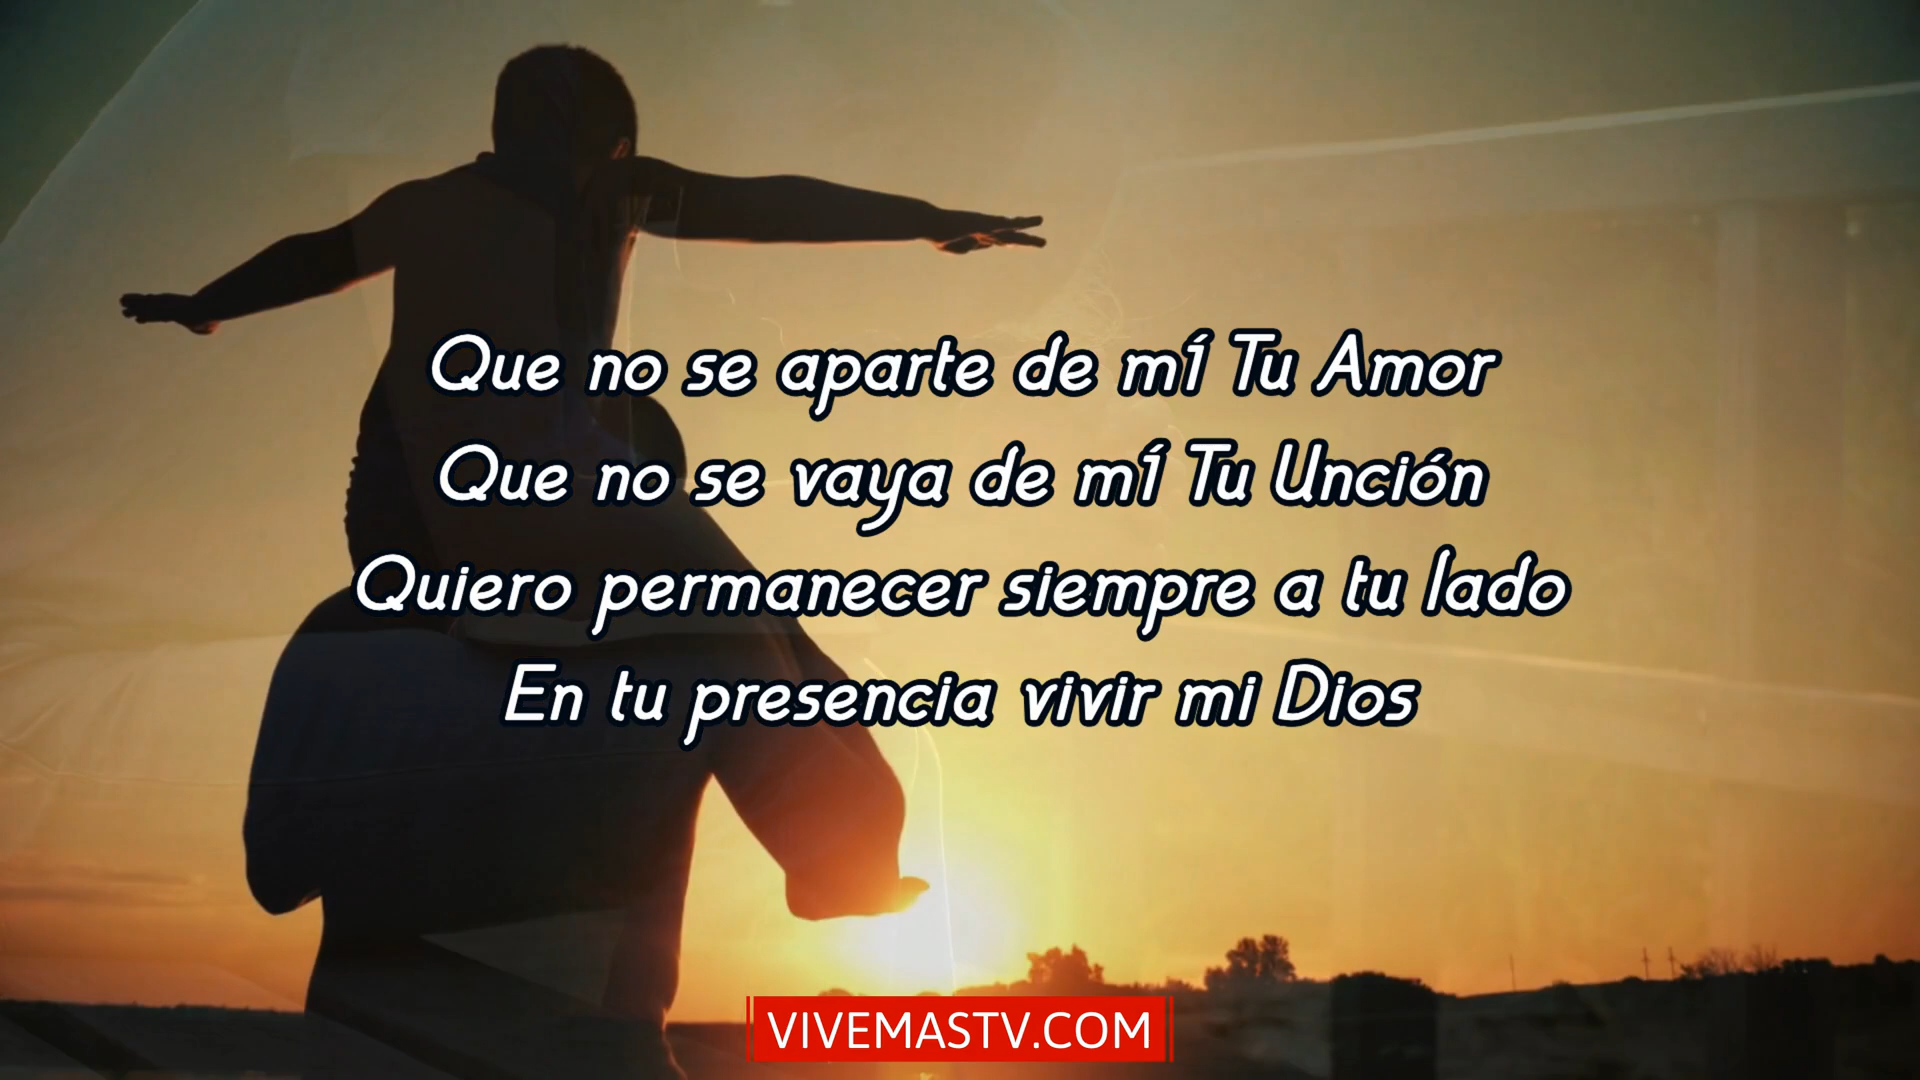 Que no se aparte de mí Tu Amor
Que no se vaya de mí Tu Unción
Quiero permanecer siempre a tu lado
En tu presencia vivir mi Dios
VIVEMASTV.COM